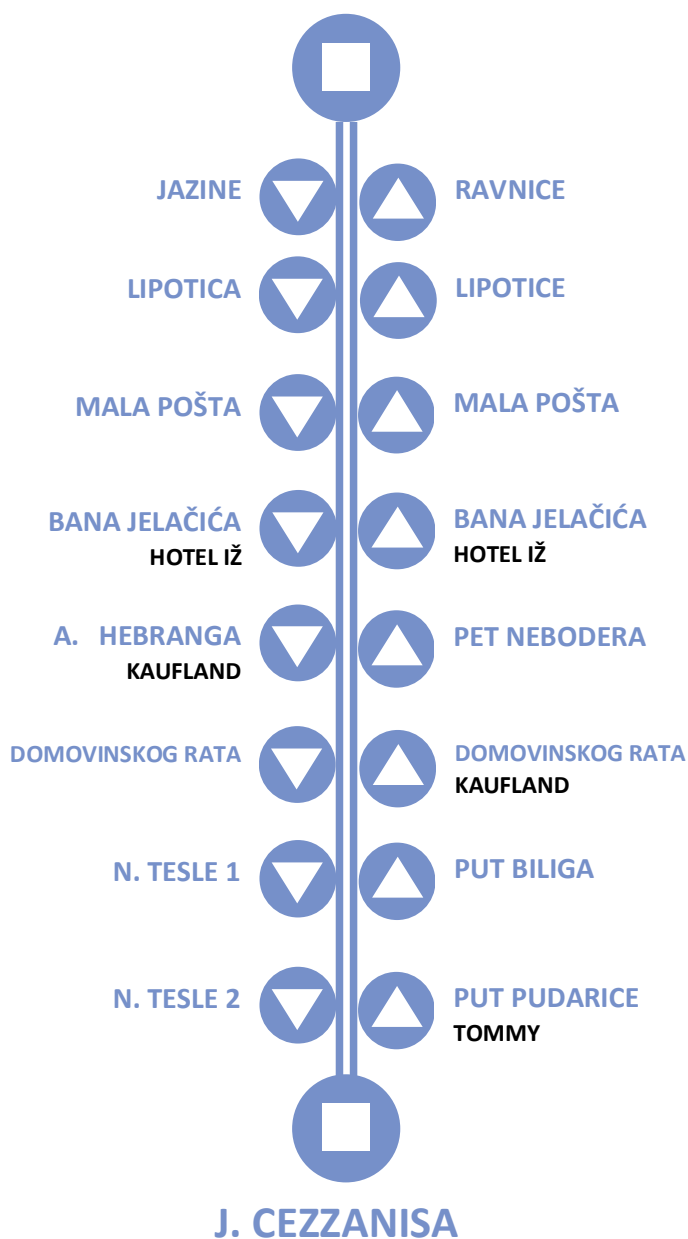 JAZINE
RAVNICE
LIPOTICA
LIPOTICE
MALA POŠTA
MALA POŠTA
BANA JELAČIĆA
HOTEL IŽ
BANA JELAČIĆA
HOTEL IŽ
A. HEBRANGA
KAUFLAND
PET NEBODERA
DOMOVINSKOG RATA
DOMOVINSKOG RATA
KAUFLAND
N. TESLE 1
PUT BILIGA
N. TESLE 2
PUT PUDARICE
TOMMY
J. CEZZANISA